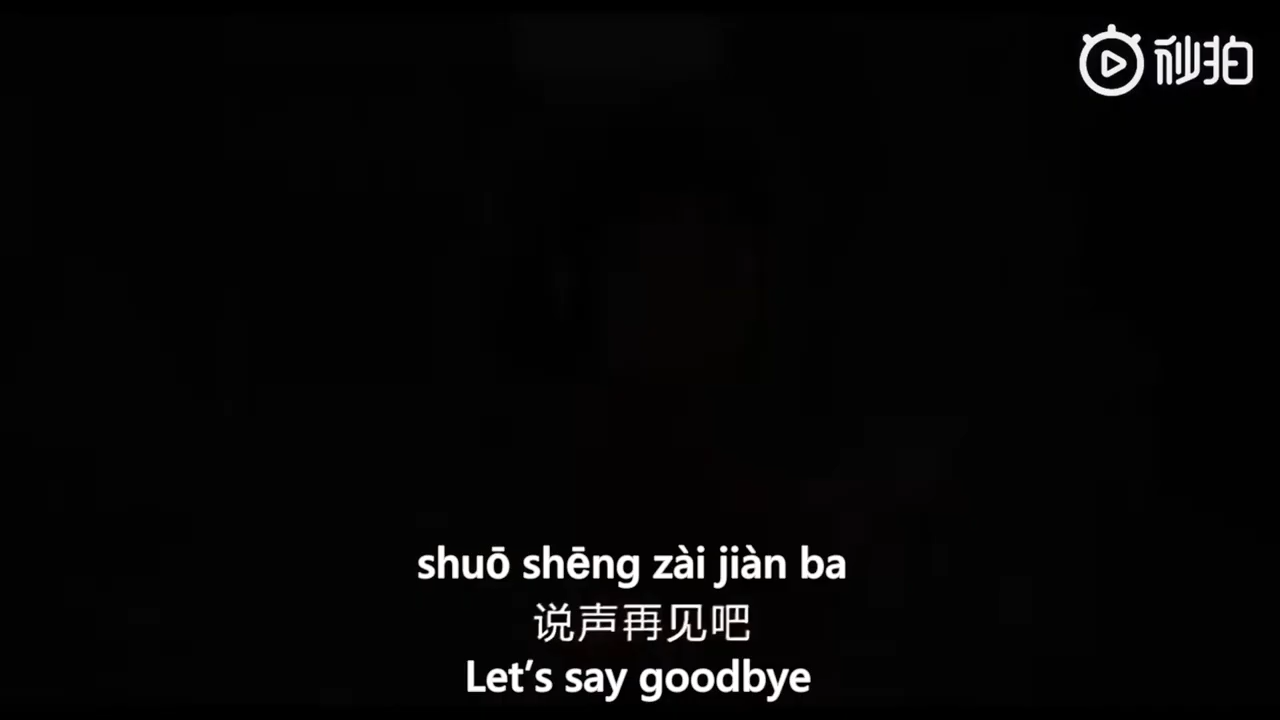 秒拍
shuō shēng zài jiàn ba
说声再见吧
Let's say goodbye